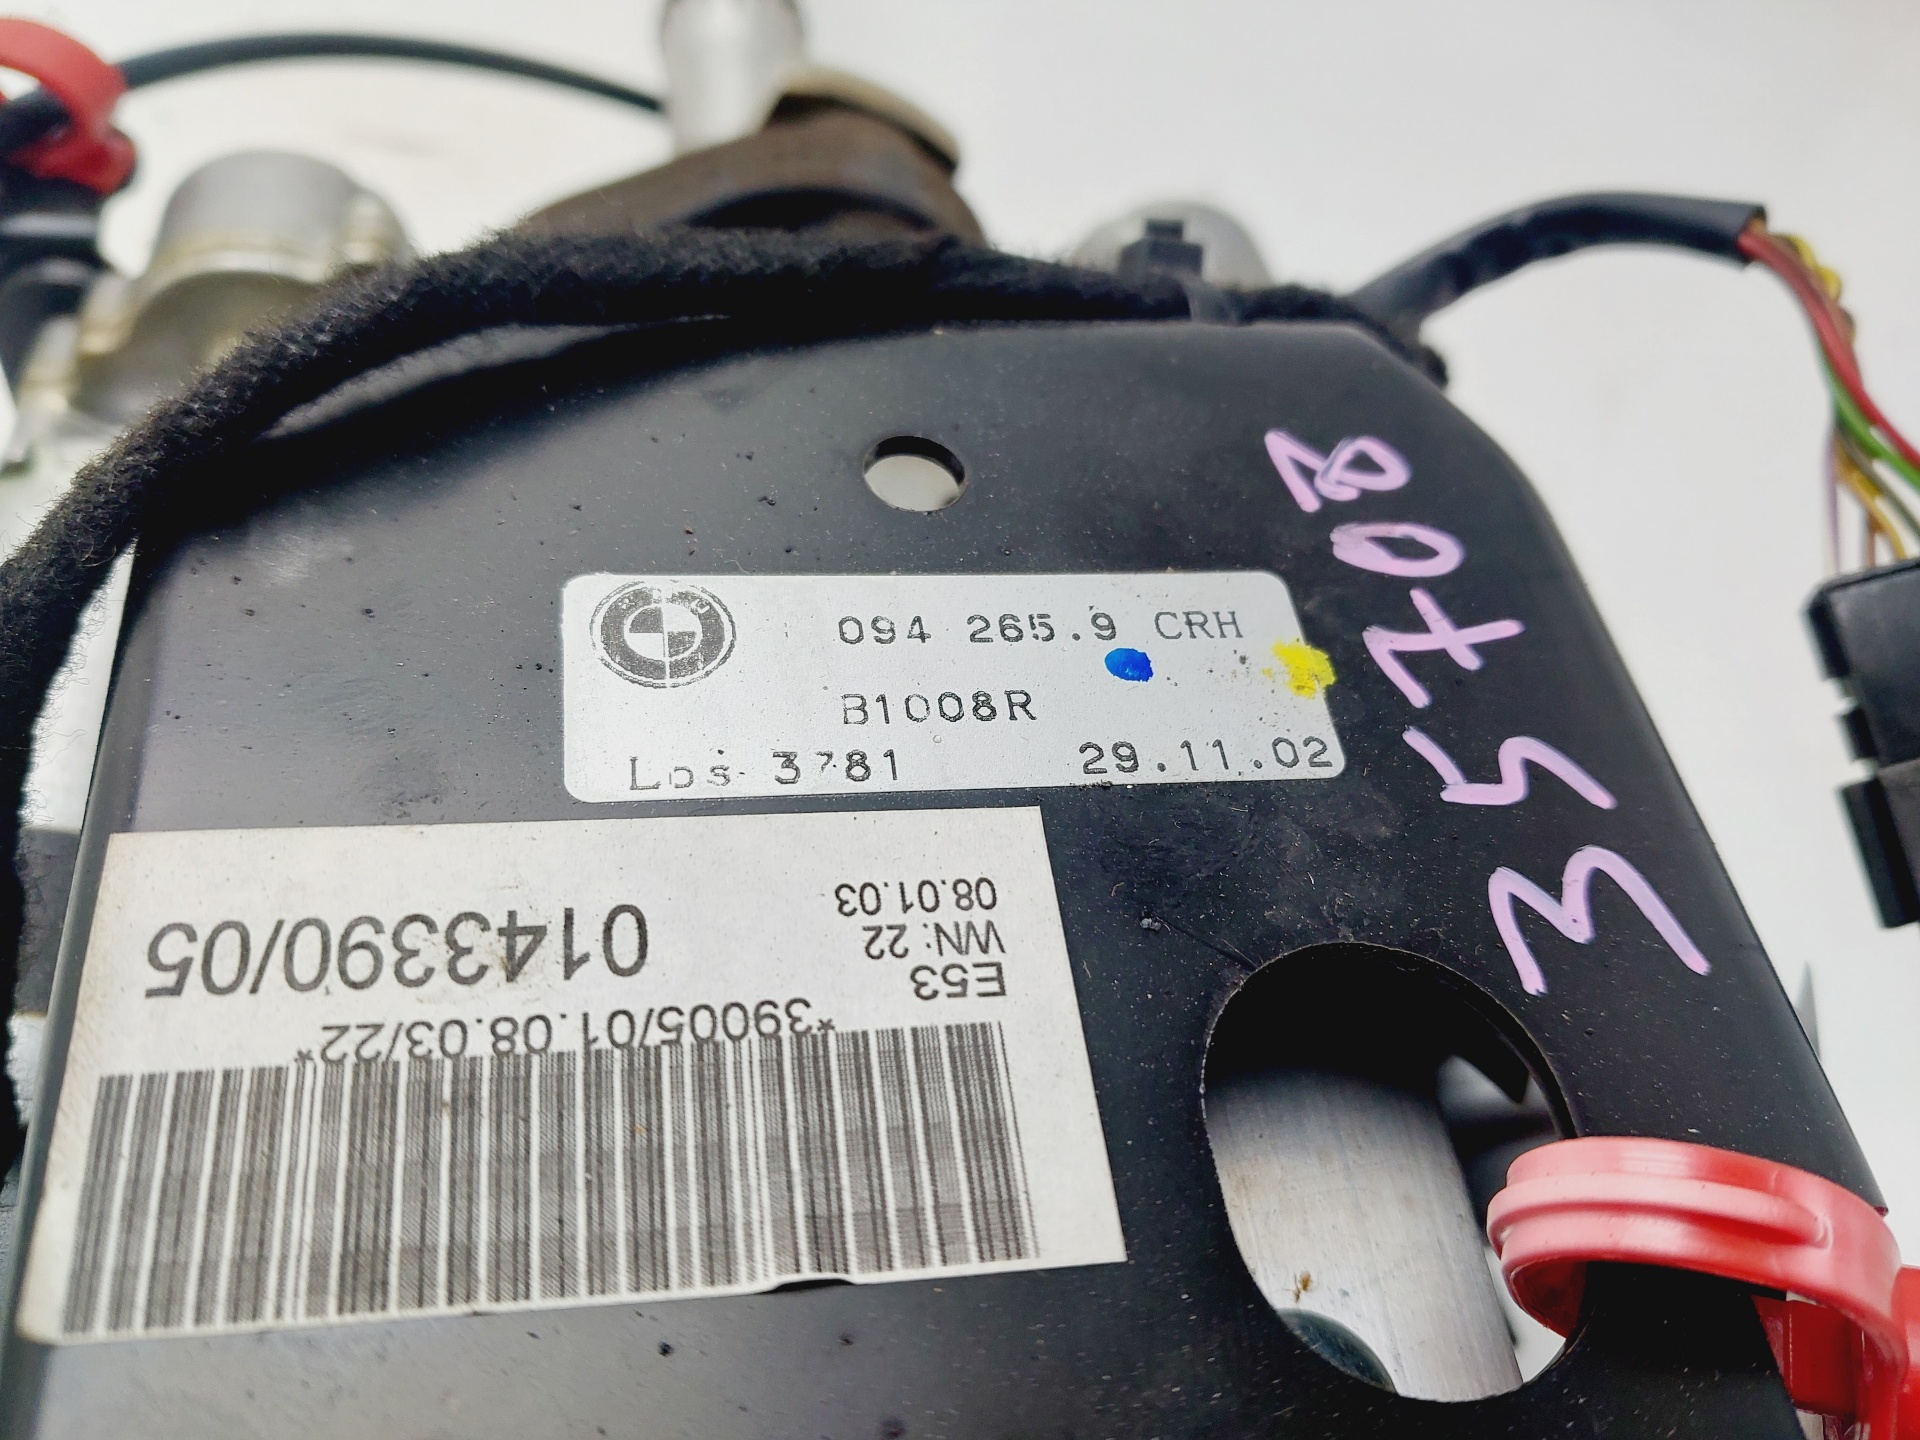 094 265.9 CRH
B1008R
Los 3781 29.11.02
35708
0143390/05
08.01.03
WN: 22
E53
*39005/01.08.03/22*